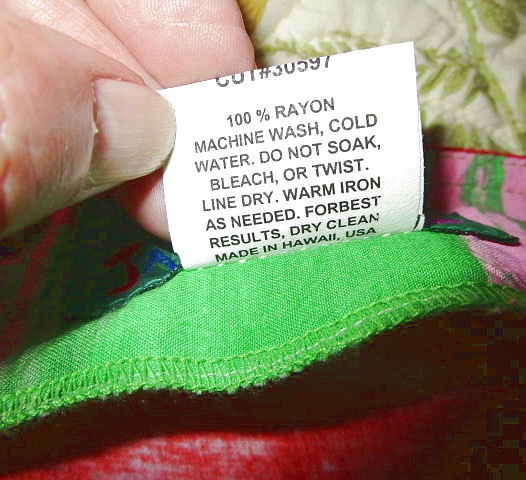 CUT#30597
100 % RAYON
MACHINE WASH, COLD
WATER. DO NOT SOAK,
BLEACH, OR TWIST.
LINE DRY. WARM IRON
AS NEEDED. FORBEST
RESULTS, DRY CLEAN
MADE IN HAWAII, USA